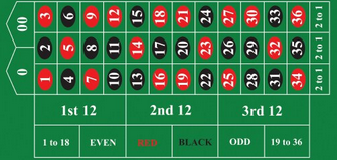 00 3 6 9 12 15 18 21 24 27 30 33 36 2 to 1
2 5 8 11 14 17 20 23 26 29 32 35 2 to 1
0 1 4 7 10 13 16 19 22 25 28 31 34 2 to 1
1st 12 2nd 12 3rd 12
1 to 18 EVEN RED BLACK ODD 19 to 36